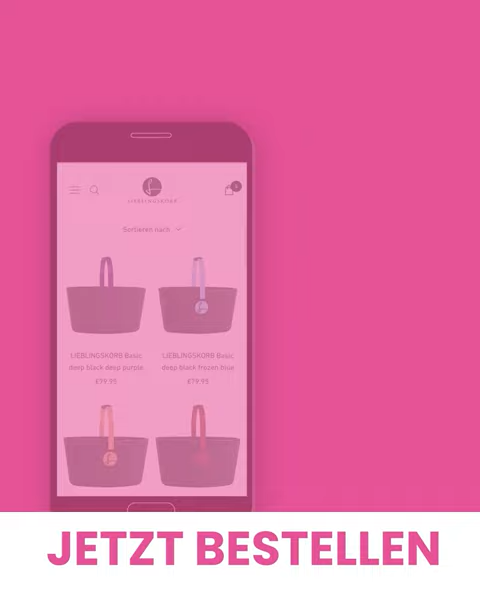 LIEBLINGSKORB
Sortieren nach
LIEBLINGSKORB Basic
deep black deep purple
€79.95
LIEBLINGSKORB Basic
deep black frozen blue
€79.95
JETZT BESTELLEN